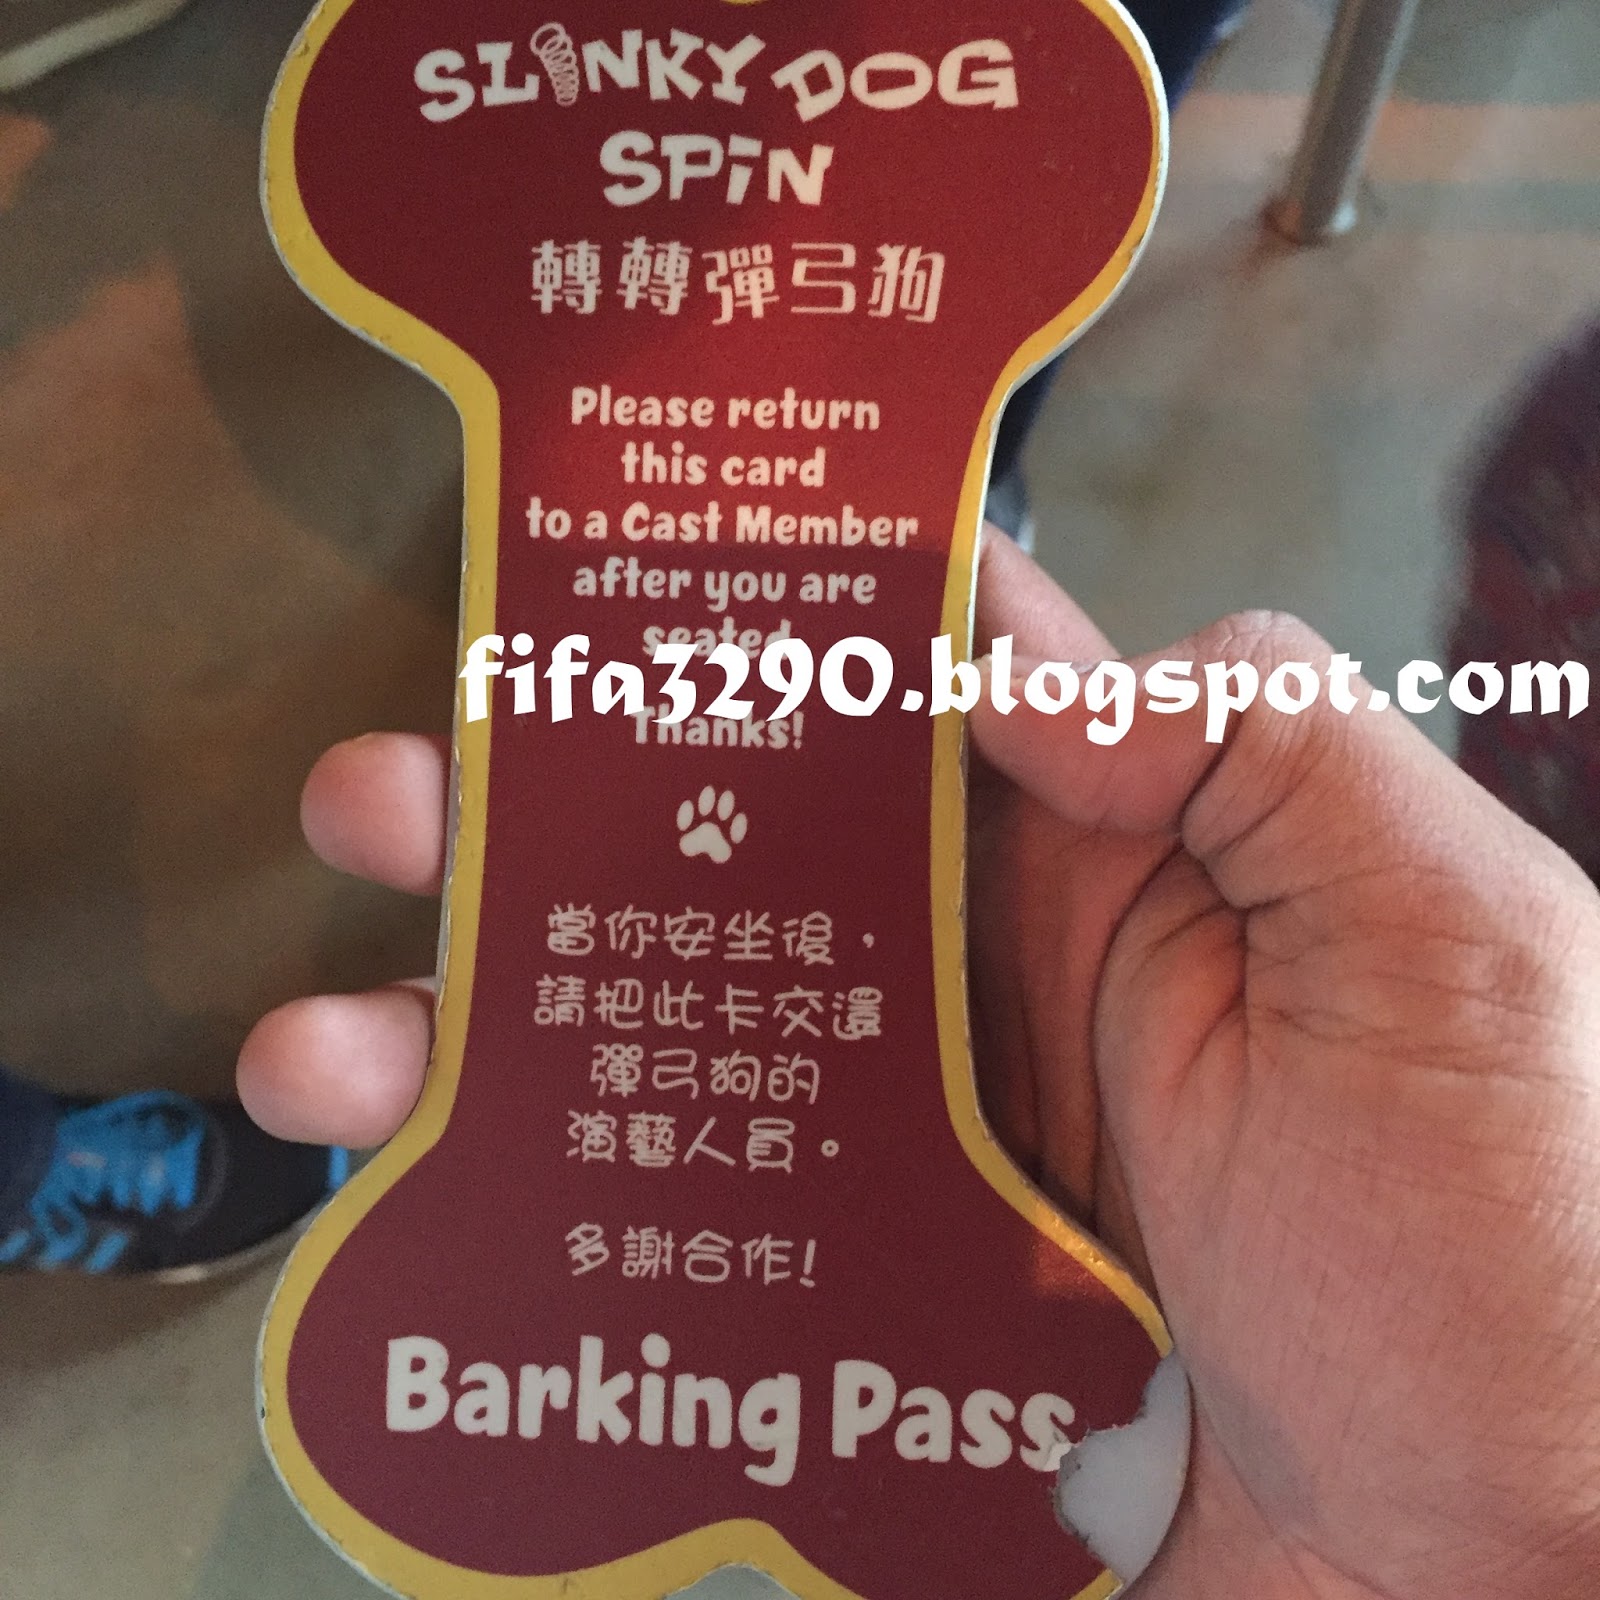 SLINKY DOG
SPiN
轉轉彈弓狗
Please return
this card
to a Cast Member
after you are
seated.
fifa3290.blogspot.com
Thanks!
當你安坐後，
請把此卡交還
彈弓狗的
演藝人員。
多謝合作!
Barking Pass